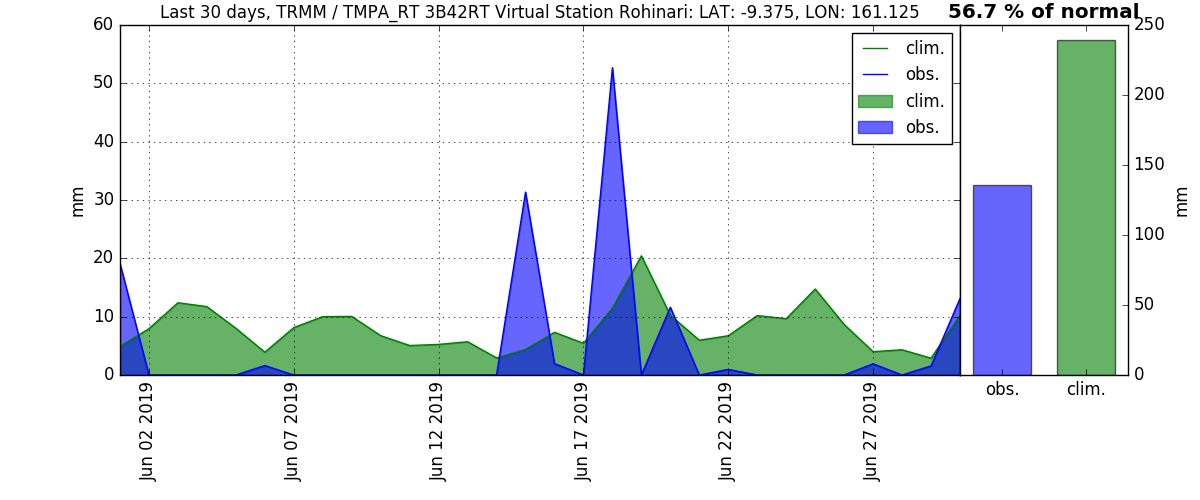 Last 30 days, TRMM / TMPA_RT 3B42RT Virtual Station Rohinari: LAT: -9.375, LON: 161.125
56.7 % of normal
60
50
40
30
20
10
0
mm
clim.
obs.
clim.
obs.
Jun 02 2019
Jun 07 2019
Jun 12 2019
Jun 17 2019
Jun 22 2019
Jun 27 2019
250
200
150
100
50
0
mm
obs.
clim.